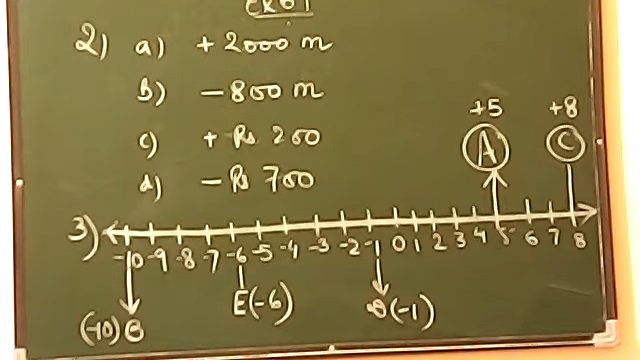 2) a) + 2000 m
b) - 800 m
c) + Rs 200
d) - Rs 700
+5 +8
A C
3)
-10 -9 -8 -7 -6 -5 -4 -3 -2 -1 0 1 2 3 4 5 6 7 8
(-10) B E(-6) (-1)